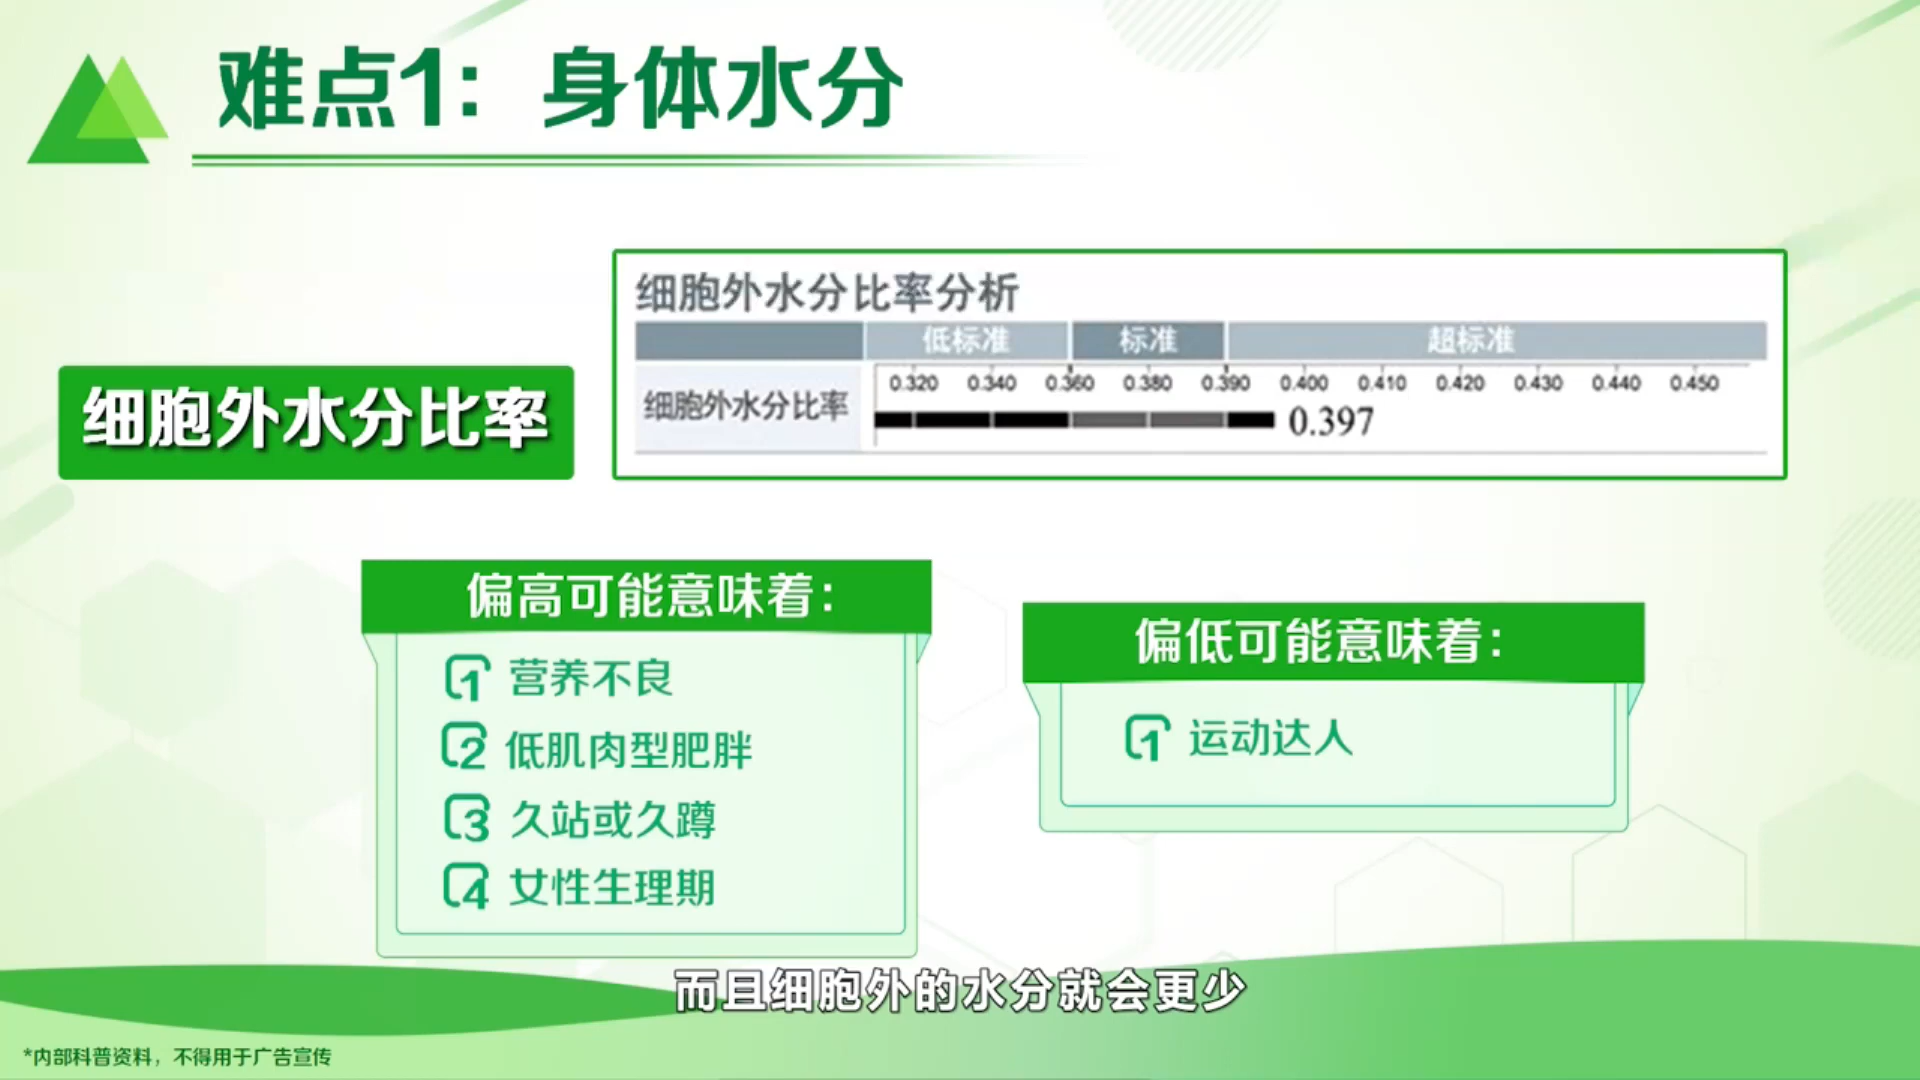 难点1：身体水分
细胞外水分比率
细胞外水分比率分析
低标准 标准 超标准
0.320 0.340 0.360 0.380 0.390 0.400 0.410 0.420 0.430 0.440 0.450
细胞外水分比率
0.397
偏高可能意味着：
1 营养不良
2 低肌肉型肥胖
3 久站或久蹲
4 女性生理期
偏低可能意味着：
1 运动达人
而且细胞外的水分就会更少
*内部科普资料，不得用于广告宣传